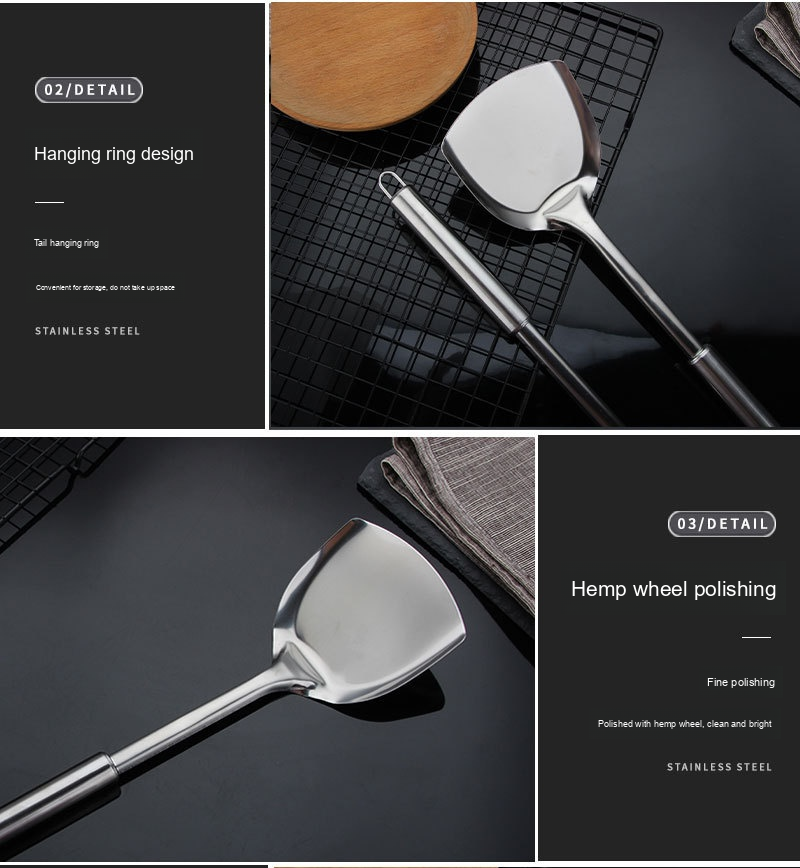 02/DETAIL
Hanging ring design
Tail hanging ring
Convenient for storage, do not take up space
STAINLESS STEEL
03/DETAIL
Hemp wheel polishing
Fine polishing
Polished with hemp wheel, clean and bright
STAINLESS STEEL